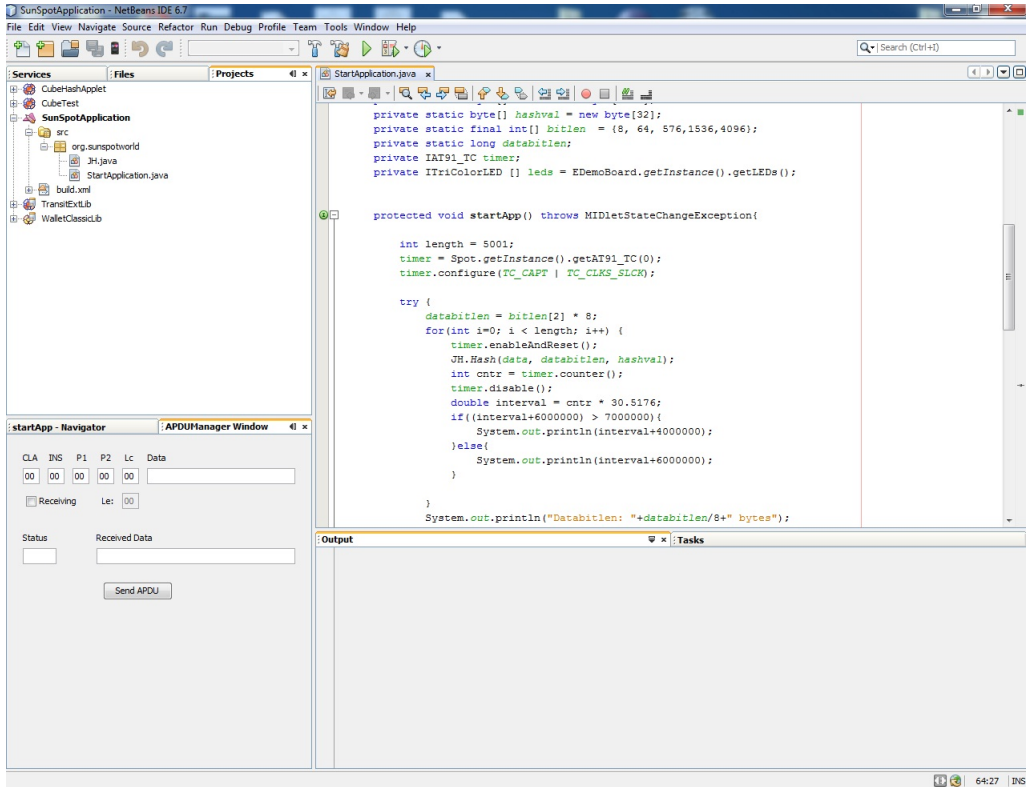 SunSpotApplication - NetBeans IDE 6.7
File Edit View Navigate Source Refactor Run Debug Profile Team Tools Window Help
Search (Ctrl+I)
Services Files Projects
CubeHashApplet
CubeTest
SunSpotApplication
src
org.sunspotworld
JH.java
StartApplication.java
build.xml
TransitExtLib
WalletClassicLib
StartApplication.java
private static byte[] hashval = new byte[32];
private static final int[] bitlen = {8, 64, 576,1536,4096};
private static long databitlen;
private IAT91_TC timer;
private ITriColorLED [] leds = EDemoBoard.getInstance().getLEDs();
protected void startApp() throws MIDletStateChangeException{
int length = 5001;
timer = Spot.getInstance().getAT91_TC(0);
timer.configure(TC_CAPT | TC_CLKS_SLCK);
try {
databitlen = bitlen[2] * 8;
for(int i=0; i < length; i++) {
timer.enableAndReset();
JH.Hash(data, databitlen, hashval);
int cntr = timer.counter();
timer.disable();
double interval = cntr * 30.5176;
if((interval+6000000) > 7000000){
System.out.println(interval+4000000);
}else{
System.out.println(interval+6000000);
}
}
System.out.println("Databitlen: "+databitlen/8+" bytes");
startApp - Navigator APDUManager Window
CLA INS P1 P2 Lc Data
00 00 00 00 00
Receiving Le: 00
Status Received Data
Send APDU
Output Tasks
64:27 INS